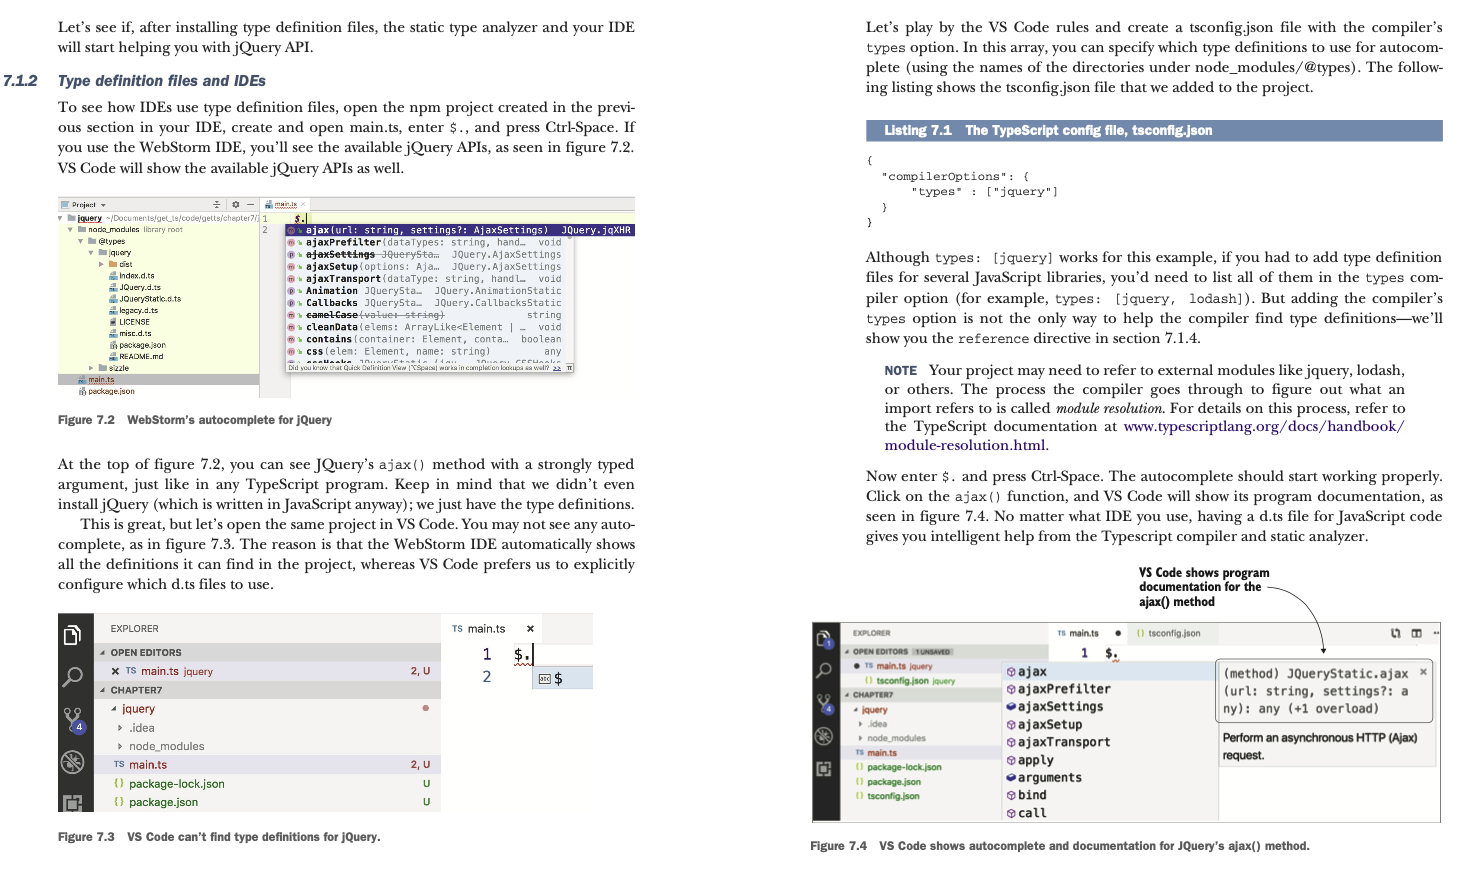 Let's see if, after installing type definition files, the static type analyzer and your IDE
will start helping you with jQuery API.
7.1.2 Type definition files and IDEs
To see how IDEs use type definition files, open the npm project created in the previ-
ous section in your IDE, create and open main.ts, enter $., and press Ctrl-Space. If
you use the WebStorm IDE, you'll see the available jQuery APIs, as seen in figure 7.2.
VS Code will show the available jQuery APIs as well.
Project
jquery ~/Documents/get_ts/code/getts/chapter7/
node_modules library root
@types
jquery
dist
index.d.ts
JQuery.d.ts
JQueryStatic.d.ts
legacy.d.ts
LICENSE
misc.d.ts
package.json
README.md
sizzle
main.ts
package.json
main.ts
1 $.
2
ajax(url: string, settings?: AjaxSettings) JQuery.jqXHR
ajaxPrefilter(dataTypes: string, hand… void
ajaxSettings JQuerySta… JQuery.AjaxSettings
ajaxSetup(options: Aja… JQuery.AjaxSettings
ajaxTransport(dataType: string, handl… void
Animation JQuerySta… JQuery.AnimationStatic
Callbacks JQuerySta… JQuery.CallbacksStatic
camelCase(value: string) string
cleanData(elems: ArrayLike<Element | … void
contains(container: Element, conta… boolean
css(elem: Element, name: string) any
cssHooks JQueryStatic (jqu… JQuery.CSSHooks
Did you know that Quick Definition View (⌥Space) works in completion lookups as well? >>
Figure 7.2 WebStorm's autocomplete for jQuery
At the top of figure 7.2, you can see JQuery's ajax() method with a strongly typed
argument, just like in any TypeScript program. Keep in mind that we didn't even
install jQuery (which is written in JavaScript anyway); we just have the type definitions.
This is great, but let's open the same project in VS Code. You may not see any auto-
complete, as in figure 7.3. The reason is that the WebStorm IDE automatically shows
all the definitions it can find in the project, whereas VS Code prefers us to explicitly
configure which d.ts files to use.
EXPLORER
OPEN EDITORS
TS main.ts jquery 2, U
CHAPTER7
jquery
.idea
node_modules
TS main.ts 2, U
{} package-lock.json U
{} package.json U
4
TS main.ts ×
1 $.
2
abc $
Figure 7.3 VS Code can't find type definitions for jQuery.
Let's play by the VS Code rules and create a tsconfig.json file with the compiler's
types option. In this array, you can specify which type definitions to use for autocom-
plete (using the names of the directories under node_modules/@types). The follow-
ing listing shows the tsconfig.json file that we added to the project.
Listing 7.1 The TypeScript config file, tsconfig.json
{
"compilerOptions": {
"types" : ["jquery"]
}
}
Although types: [jquery] works for this example, if you had to add type definition
files for several JavaScript libraries, you'd need to list all of them in the types com-
piler option (for example, types: [jquery, lodash]). But adding the compiler's
types option is not the only way to help the compiler find type definitions—we'll
show you the reference directive in section 7.1.4.
NOTE Your project may need to refer to external modules like jquery, lodash,
or others. The process the compiler goes through to figure out what an
import refers to is called module resolution. For details on this process, refer to
the TypeScript documentation at www.typescriptlang.org/docs/handbook/
module-resolution.html.
Now enter $. and press Ctrl-Space. The autocomplete should start working properly.
Click on the ajax() function, and VS Code will show its program documentation, as
seen in figure 7.4. No matter what IDE you use, having a d.ts file for JavaScript code
gives you intelligent help from the Typescript compiler and static analyzer.
VS Code shows program
documentation for the
ajax() method
EXPLORER
OPEN EDITORS 1 UNSAVED
TS main.ts jquery
{} tsconfig.json jquery
CHAPTER7
jquery
.idea
node_modules
TS main.ts
{} package-lock.json
{} package.json
{} tsconfig.json
1
4
TS main.ts
{} tsconfig.json
1 $.
ajax
ajaxPrefilter
ajaxSettings
ajaxSetup
ajaxTransport
apply
arguments
bind
call
(method) JQueryStatic.ajax ×
(url: string, settings?: a
ny): any (+1 overload)
Perform an asynchronous HTTP (Ajax)
request.
Figure 7.4 VS Code shows autocomplete and documentation for JQuery's ajax() method.